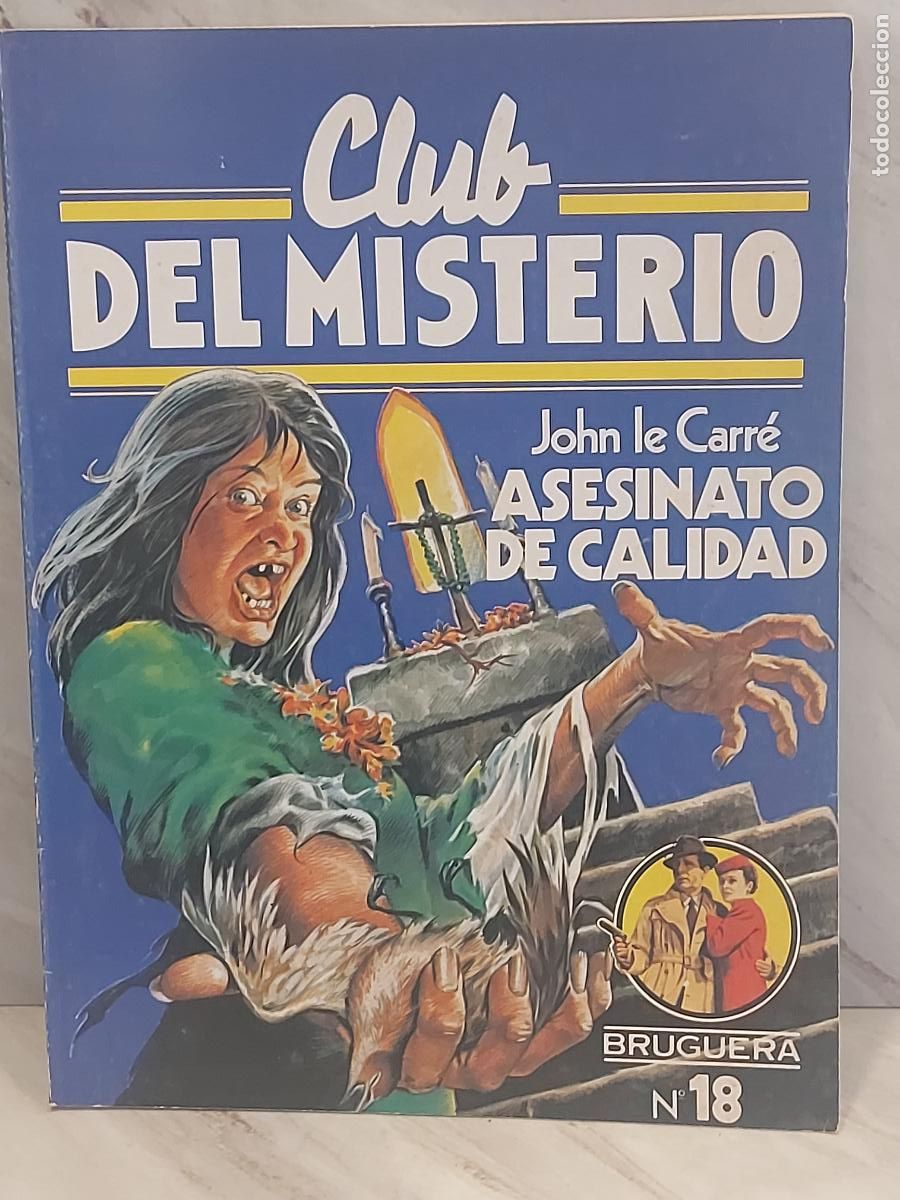 Club
DEL MISTERIO
John le Carré
ASESINATO
DE CALIDAD
BRUGUERA
Nº 18
todocoleccion